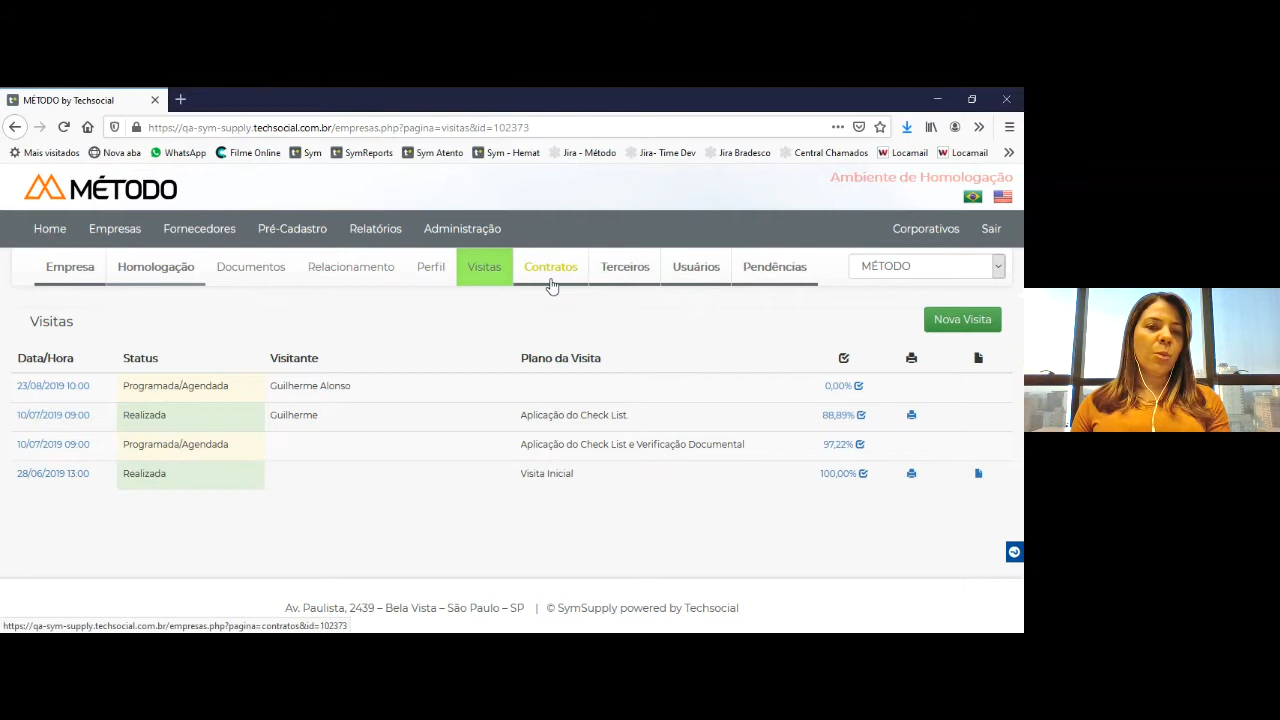 MÉTODO by Techsocial
https://qa-sym-supply.techsocial.com.br/empresas.php?pagina=visitas&id=102373
Mais visitados Nova aba WhatsApp Filme Online Sym SymReports Sym Atento Sym - Hemat Jira - Método Jira- Time Dev Jira Bradesco Central Chamados Locamail Locamail
MÉTODO
Ambiente de Homologação
Home Empresas Fornecedores Pré-Cadastro Relatórios Administração Corporativos Sair
Empresa Homologação Documentos Relacionamento Perfil Visitas Contratos Terceiros Usuários Pendências MÉTODO
Visitas Nova Visita
Data/Hora Status Visitante Plano da Visita
23/08/2019 10:00 Programada/Agendada Guilherme Alonso 0,00%
10/07/2019 09:00 Realizada Guilherme Aplicação do Check List. 88,89%
10/07/2019 09:00 Programada/Agendada Aplicação do Check List e Verificação Documental 97,22%
28/06/2019 13:00 Realizada Visita Inicial 100,00%
Av. Paulista, 2439 – Bela Vista – São Paulo – SP | © SymSupply powered by Techsocial
https://qa-sym-supply.techsocial.com.br/empresas.php?pagina=contratos&id=102373